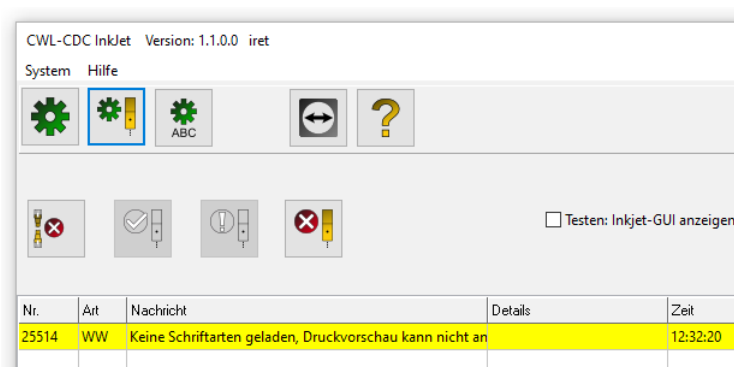 CWL-CDC InkJet Version: 1.1.0.0 iret
System Hilfe
ABC
?
!
Testen: Inkjet-GUI anzeigen
Nr. Art Nachricht Details Zeit
25514 WW Keine Schriftarten geladen, Druckvorschau kann nicht an 12:32:20